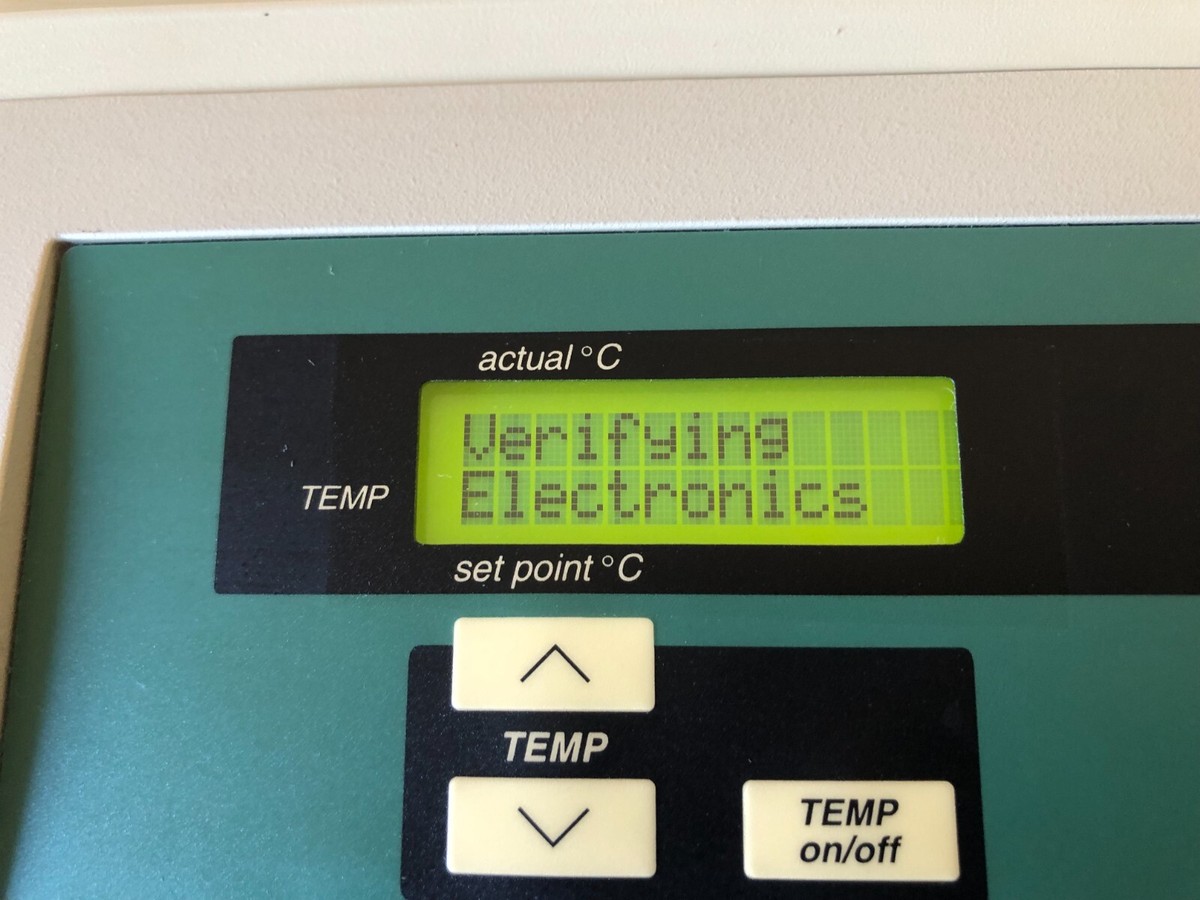 actual °C
Verifying
Electronics
TEMP
set point °C
TEMP
TEMP
on/off